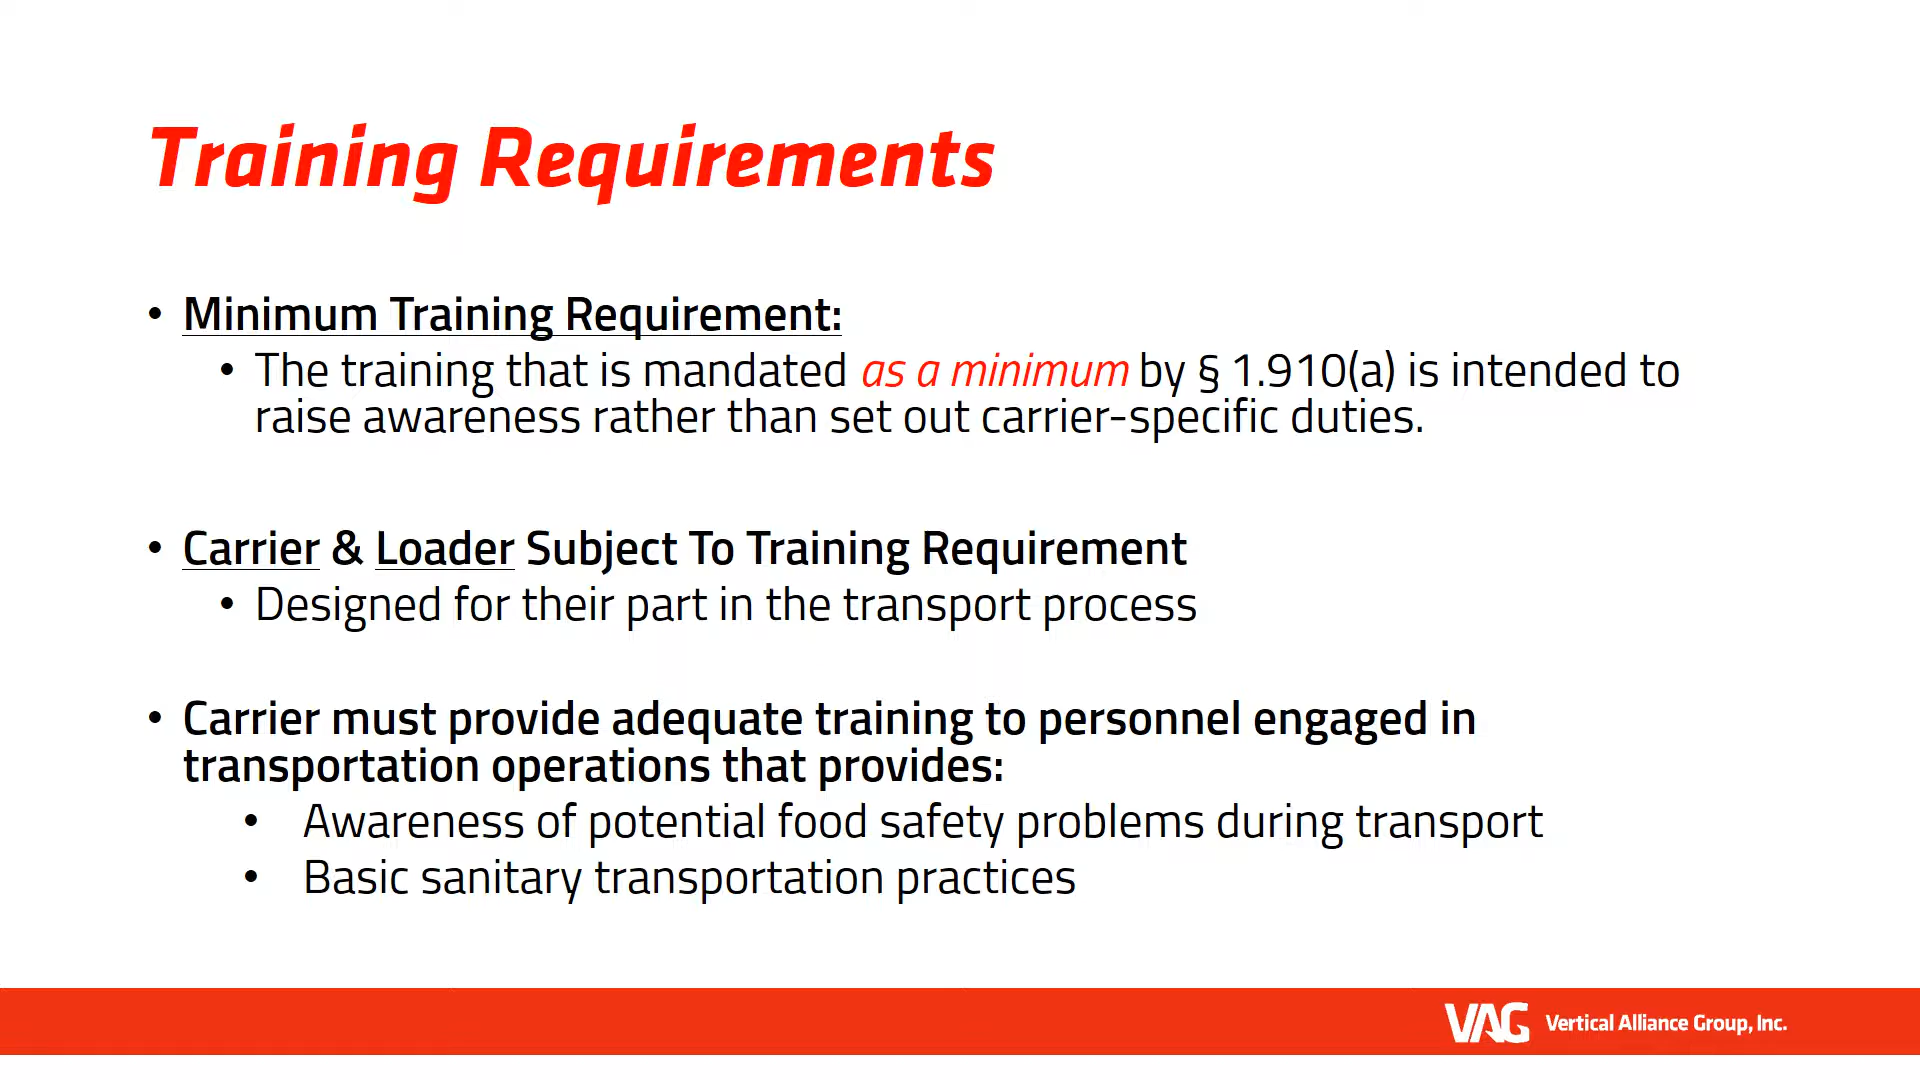 Training Requirements
• Minimum Training Requirement:
• The training that is mandated as a minimum by § 1.910(a) is intended to
raise awareness rather than set out carrier-specific duties.
• Carrier & Loader Subject To Training Requirement
• Designed for their part in the transport process
• Carrier must provide adequate training to personnel engaged in
transportation operations that provides:
• Awareness of potential food safety problems during transport
• Basic sanitary transportation practices
VAG Vertical Alliance Group, Inc.